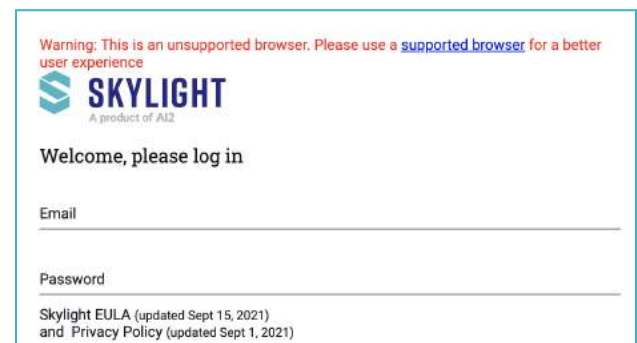 Warning: This is an unsupported browser. Please use a supported browser for a better
user experience
SKYLIGHT
A product of AI2
Welcome, please log in
Email
Password
Skylight EULA (updated Sept 15, 2021)
and Privacy Policy (updated Sept 1, 2021)